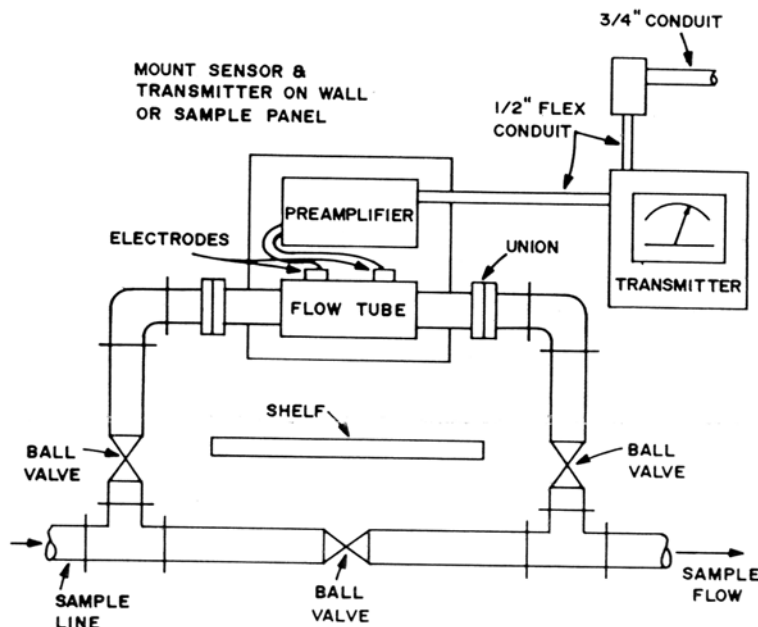 3/4" CONDUIT
MOUNT SENSOR &
TRANSMITTER ON WALL
OR SAMPLE PANEL
1/2" FLEX
CONDUIT
PREAMPLIFIER
ELECTRODES
UNION
TRANSMITTER
FLOW TUBE
SHELF
BALL
VALVE
BALL
VALVE
BALL
VALVE
SAMPLE
LINE
SAMPLE
FLOW